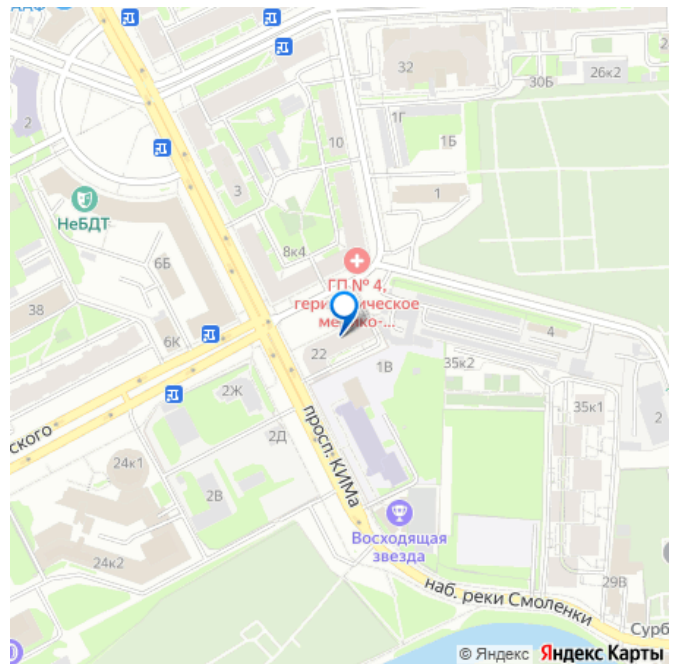 32
30Б
26к2
2
1Г
1Б
10
3
1
НеБДТ
8к4
6Б
ГП № 4,
38
4
6К
22
35к2
1В
2Ж
35к1
2
ского
просп. КИМа
2Д
24к1
2В
Восходящая
звезда
24к2
29В
наб. реки Смоленки
Сурб
© Яндекс
Яндекс Карты